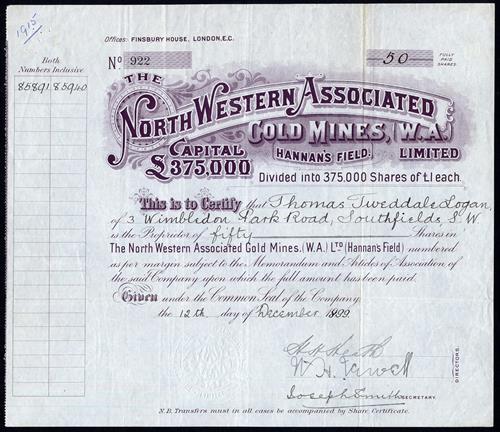 1915
Offices: FINSBURY HOUSE, LONDON, E.C.
Both
Numbers Inclusive
85891 85940
Nº 922
50 FULLY PAID SHARES
THE
NORTH WESTERN ASSOCIATED
GOLD MINES, (W.A.)
CAPITAL
£375,000
HANNAN'S FIELD.
LIMITED
Divided into 375,000 Shares of £1 each.
This is to Certify that Thomas Tweddale Logan,
of 3 Wimbledon Park Road, Southfields, S W
is the Proprietor of fifty Shares in
The North Western Associated Gold Mines. (W.A.) LTD (Hannan's Field) numbered
as per margin subject to the Memorandum and Articles of Association of
the said Company upon which the full amount has been paid.
Given under the Common Seal of the Company
the 12th day of December 1899
DIRECTORS.
Joseph Smith SECRETARY.
N.B. Transfers must in all cases be accompanied by Share Certificate.